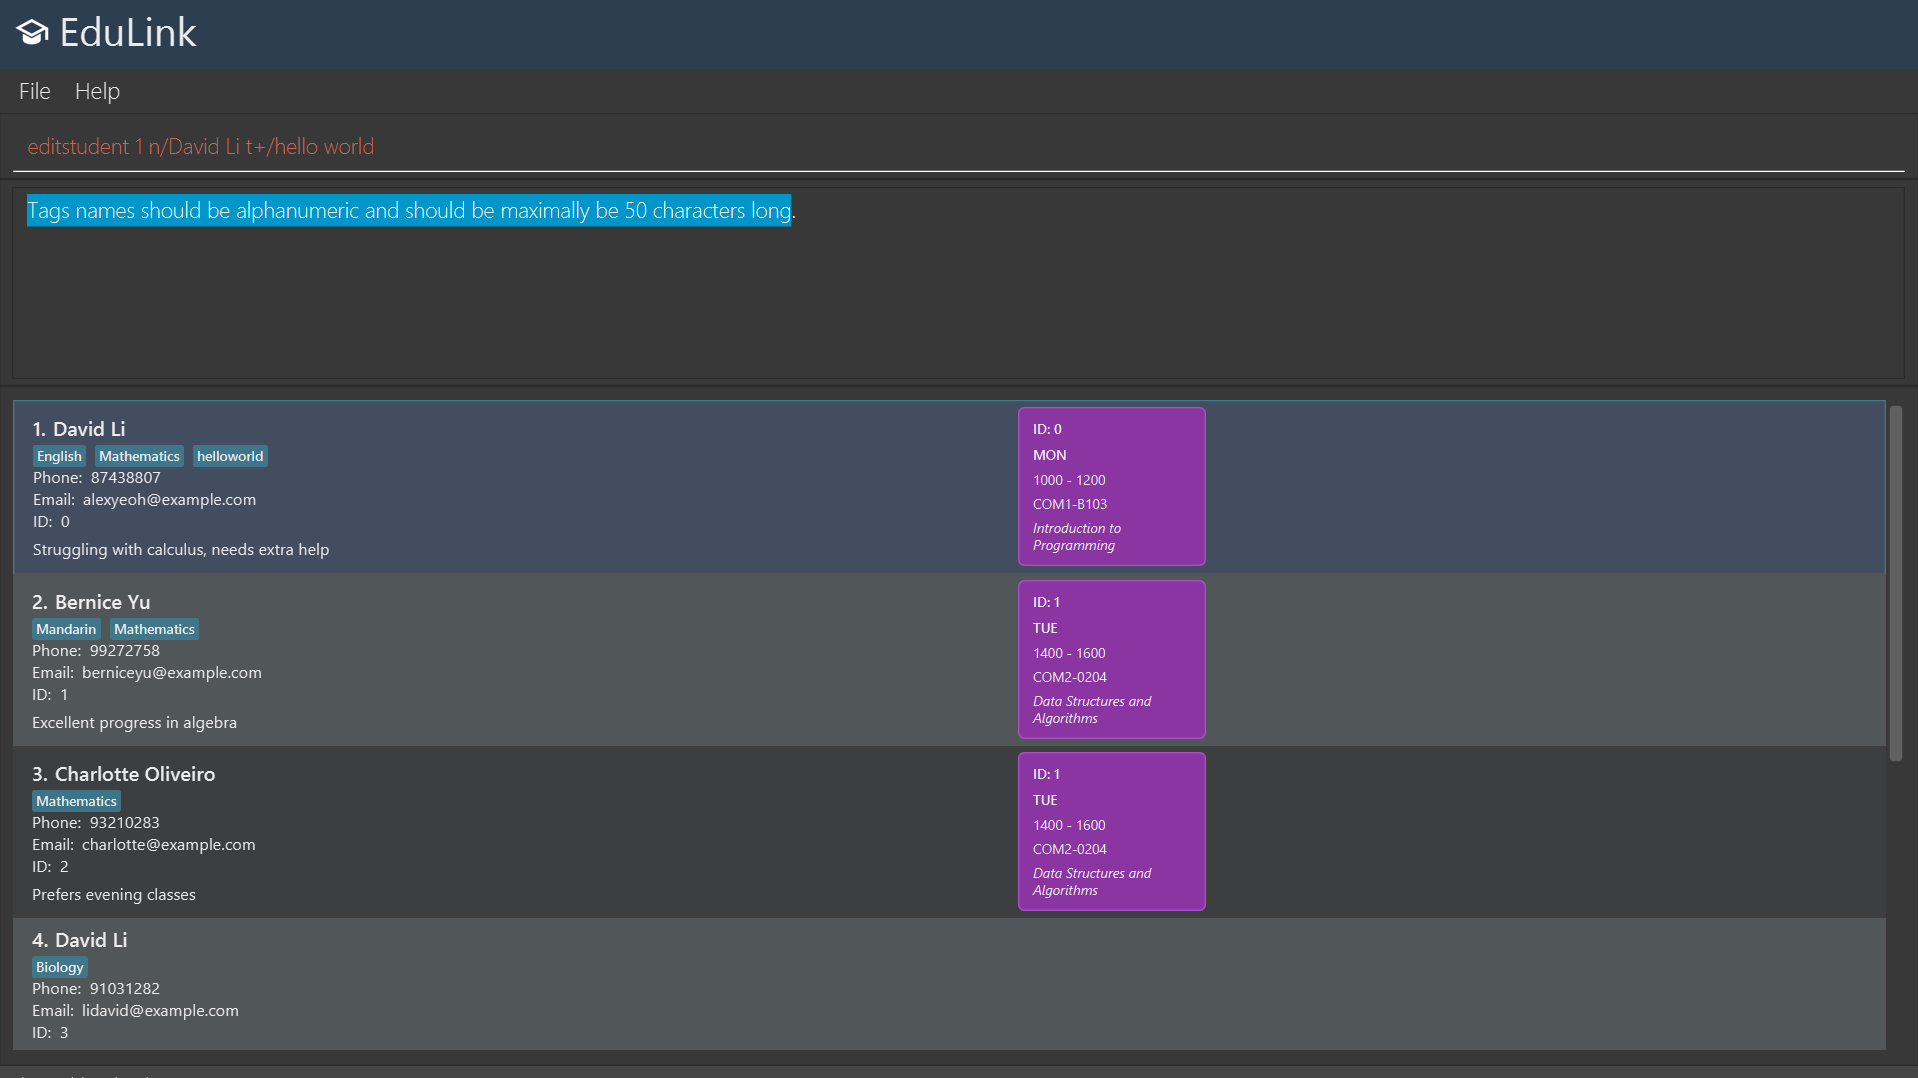 EduLink
File Help
editstudent 1 n/David Li t+/hello world
Tags names should be alphanumeric and should be maximally be 50 characters long.
1. David Li
English Mathematics helloworld
Phone: 87438807
Email: alexyeoh@example.com
ID: 0
Struggling with calculus, needs extra help
ID: 0
MON
1000 - 1200
COM1-B103
Introduction to
Programming
2. Bernice Yu
Mandarin Mathematics
Phone: 99272758
Email: berniceyu@example.com
ID: 1
Excellent progress in algebra
ID: 1
TUE
1400 - 1600
COM2-0204
Data Structures and
Algorithms
3. Charlotte Oliveiro
Mathematics
Phone: 93210283
Email: charlotte@example.com
ID: 2
Prefers evening classes
ID: 1
TUE
1400 - 1600
COM2-0204
Data Structures and
Algorithms
4. David Li
Biology
Phone: 91031282
Email: lidavid@example.com
ID: 3